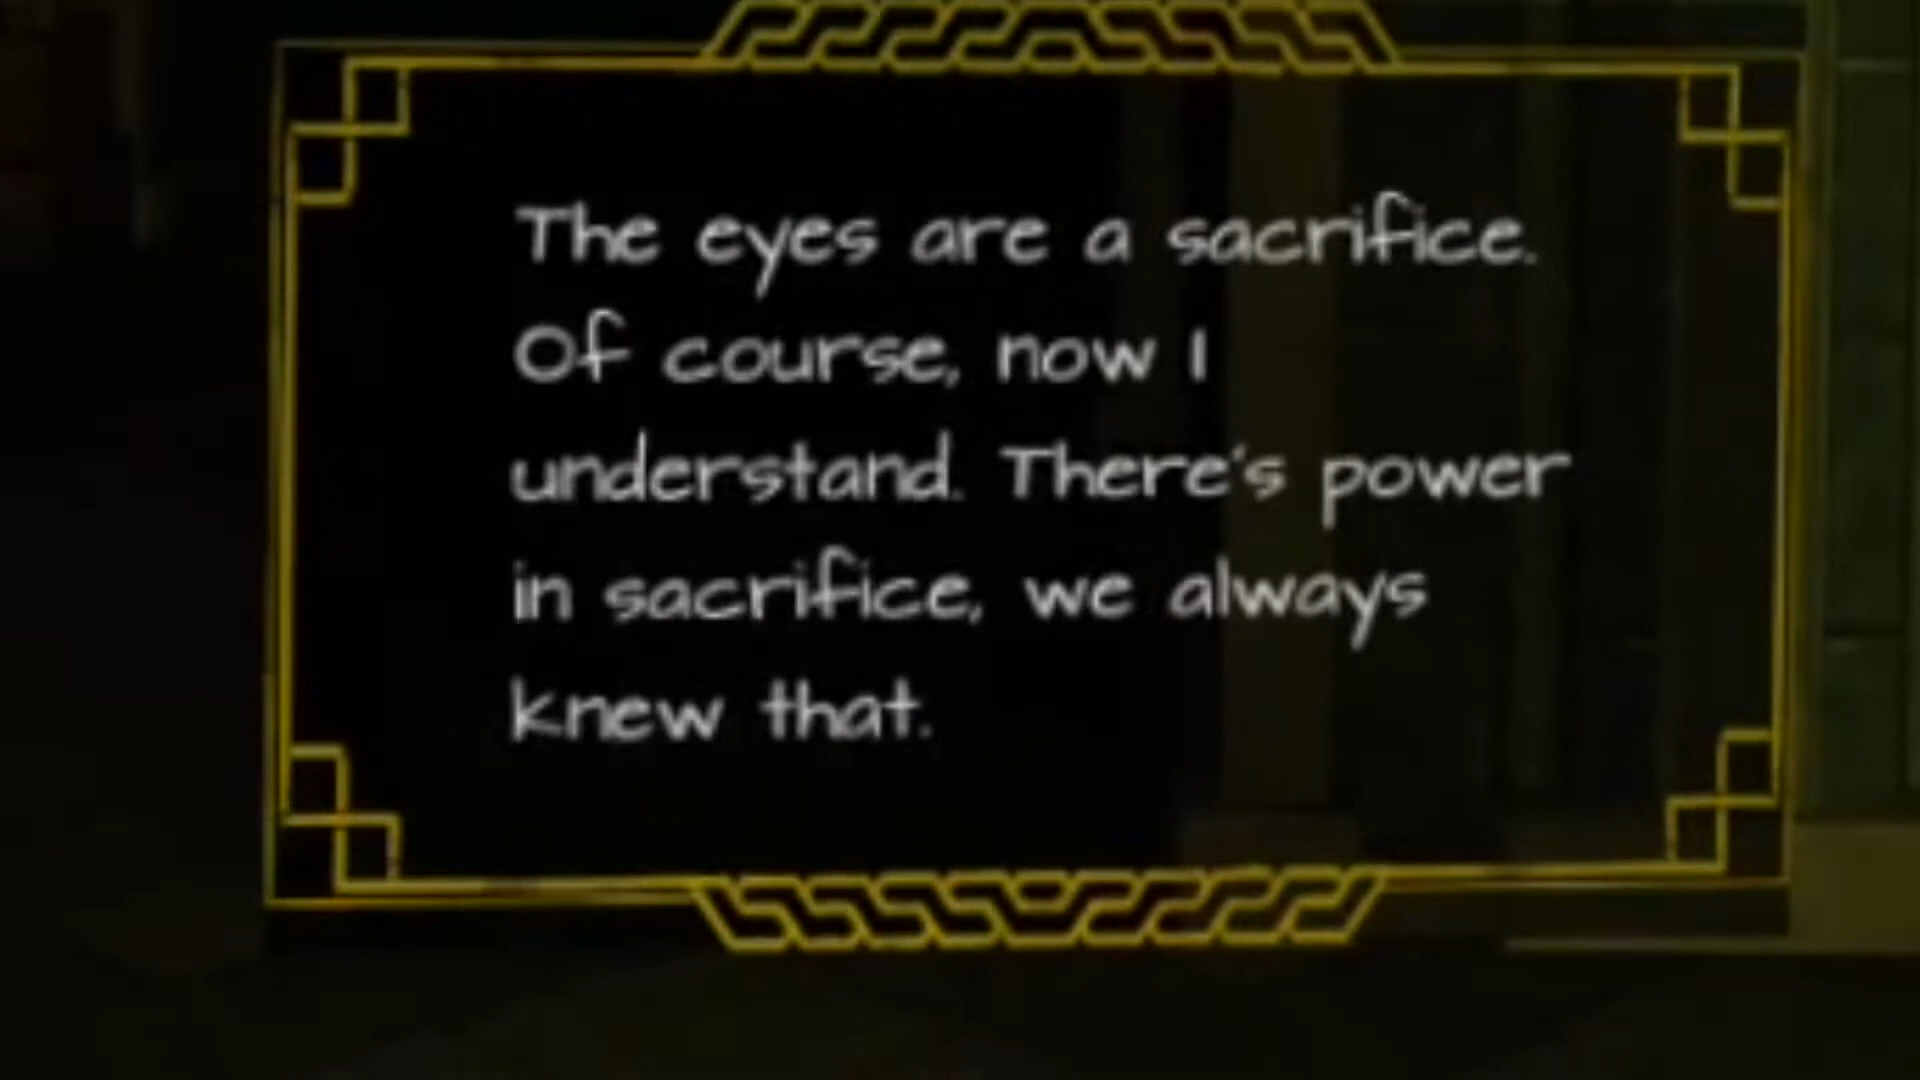 The eyes are a sacrifice.
Of course, now I
understand. There's power
in sacrifice, we always
knew that.